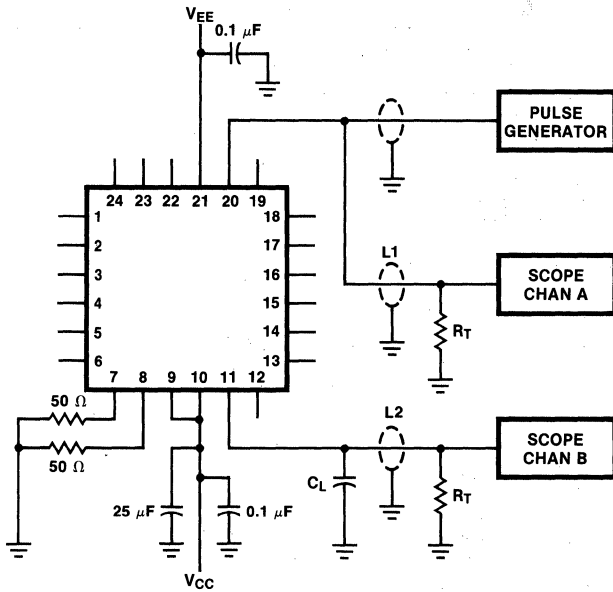 VEE
0.1 μF
PULSE
GENERATOR
24 23 22 21 20 19
1
2
3
4
5
6
18
17
16
15
14
13
7 8 9 10 11 12
L1
SCOPE
CHAN A
RT
50 Ω
50 Ω
L2
SCOPE
CHAN B
CL
RT
25 μF
0.1 μF
VCC